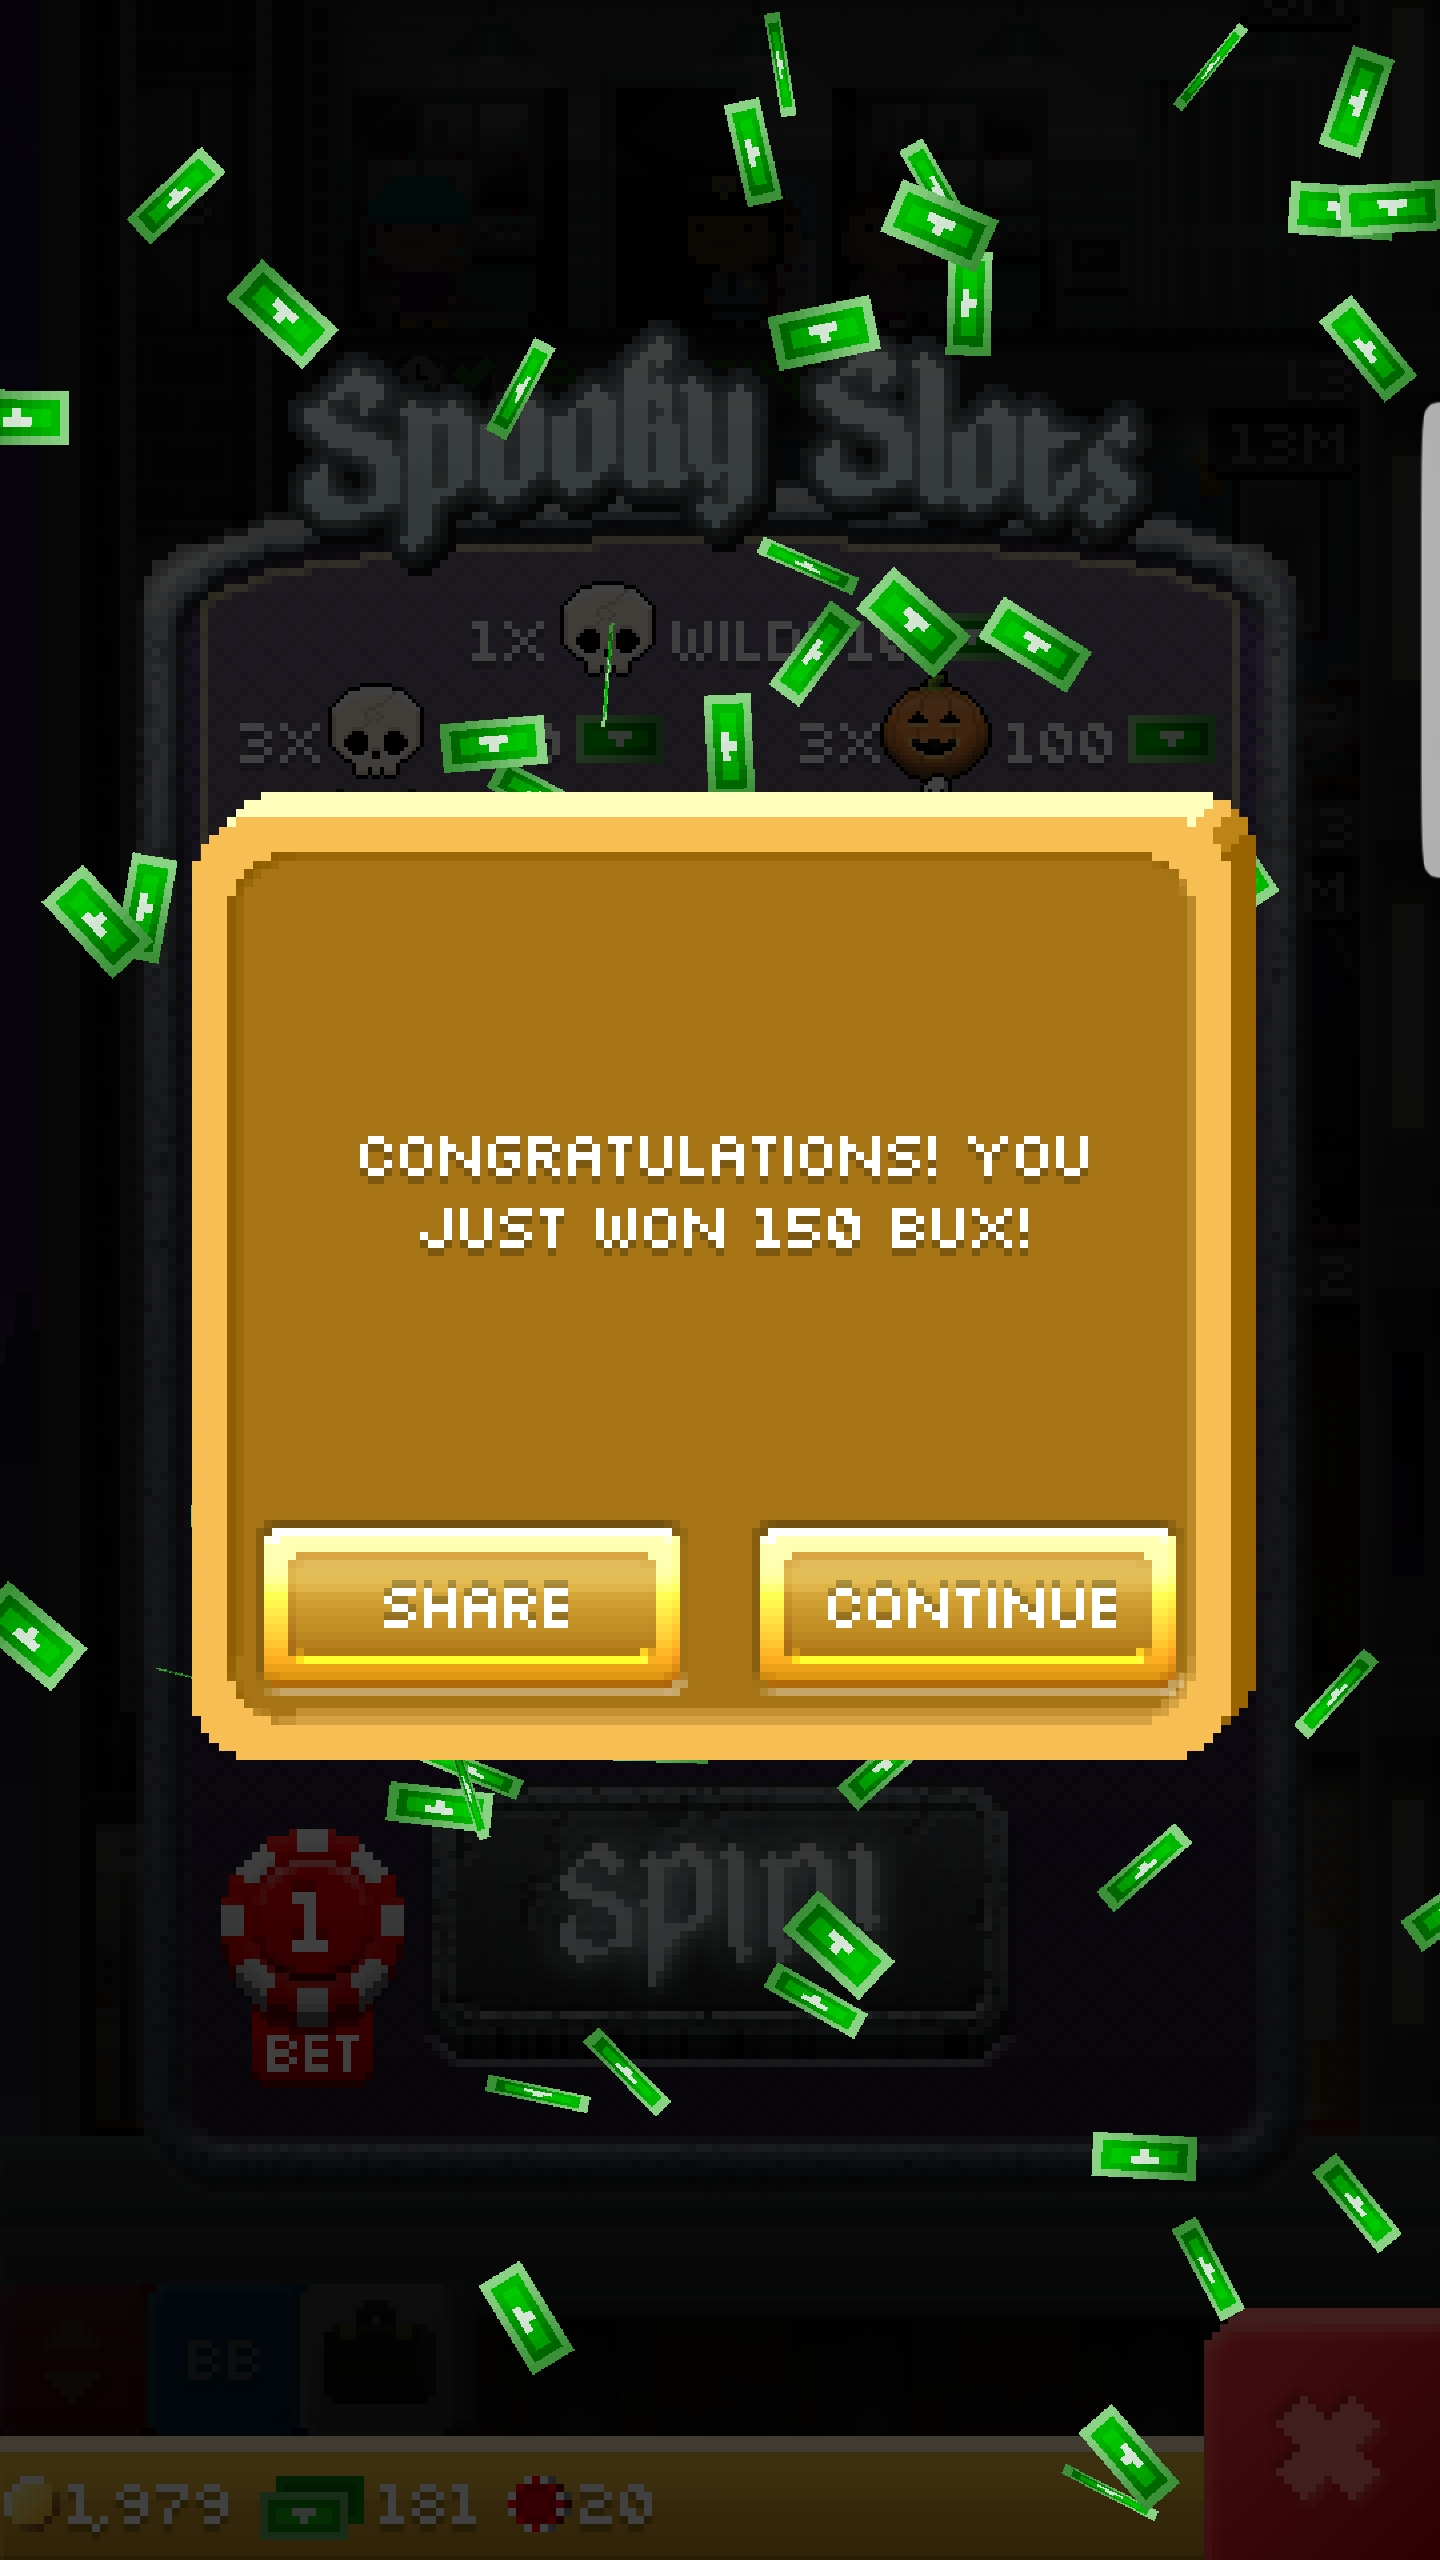 13M
Spooky Slots
1X WILD
3X 3X 100
CONGRATULATIONS! YOU
JUST WON 150 BUX!
SHARE CONTINUE
1 SPIN
BET
BB
1,979 181 20